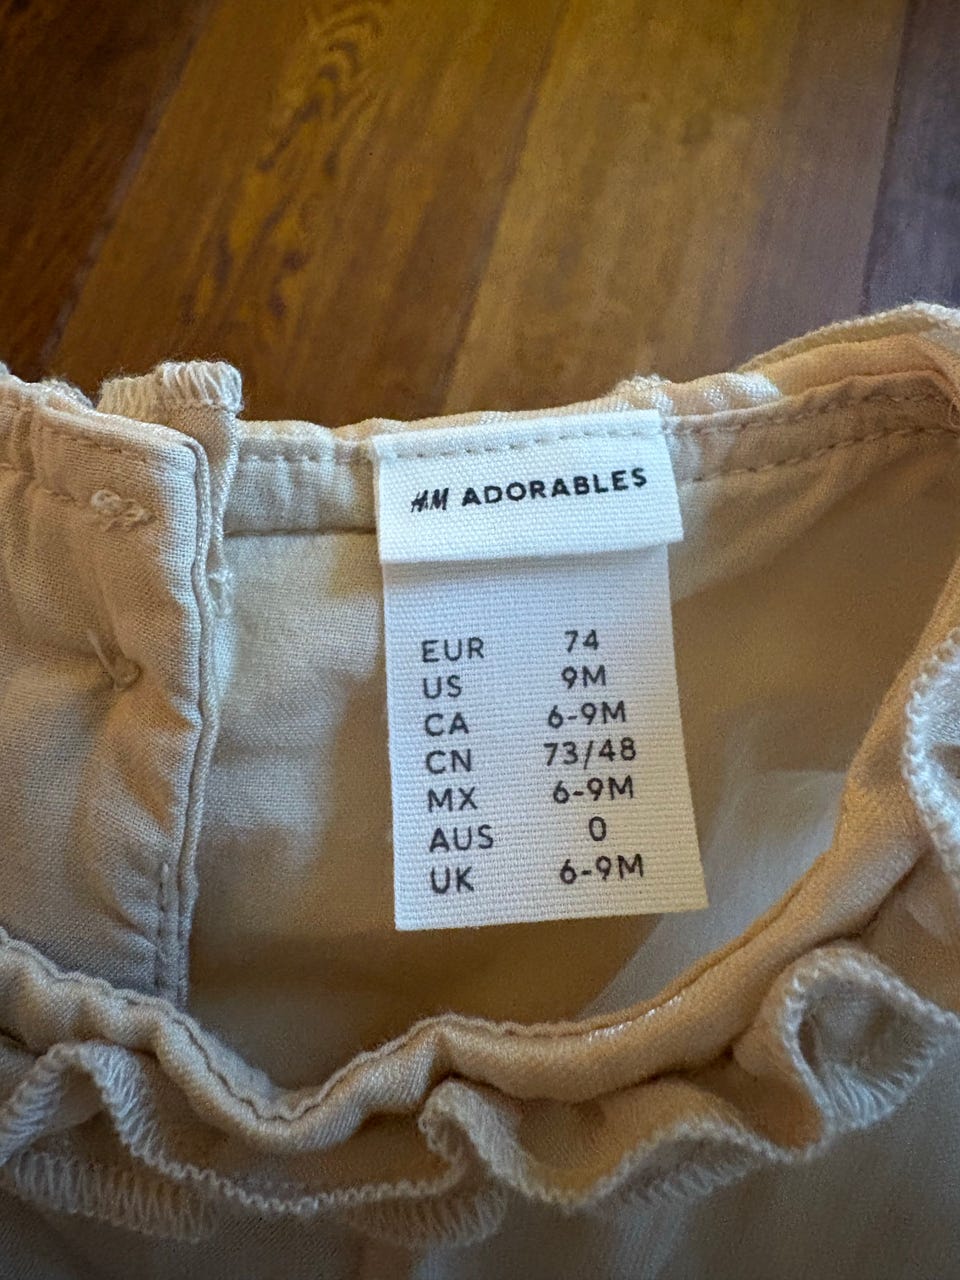 H&M ADORABLES
EUR 74
US 9M
CA 6-9M
CN 73/48
MX 6-9M
AUS 0
UK 6-9M